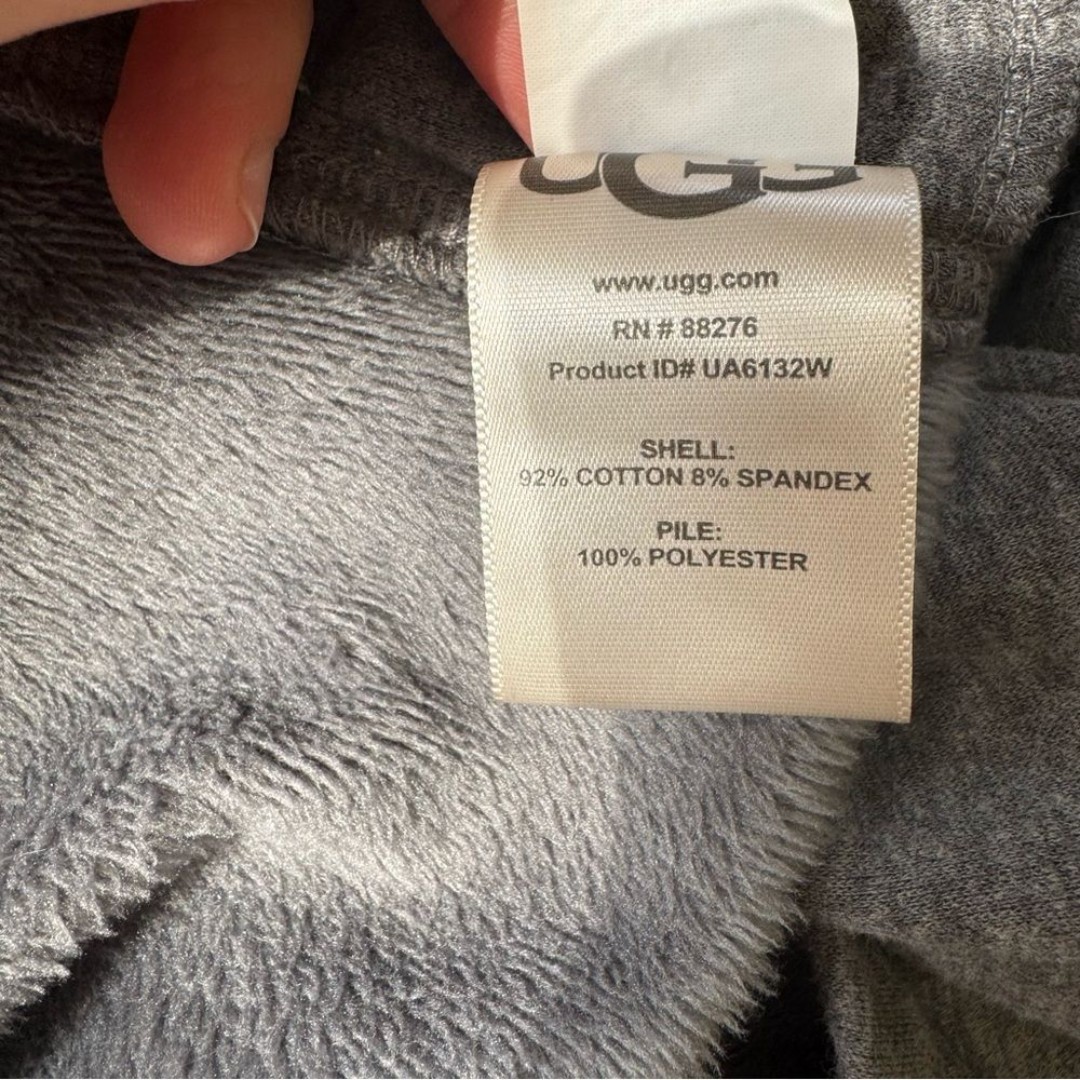 UGG
www.ugg.com
RN # 88276
Product ID# UA6132W
SHELL:
92% COTTON 8% SPANDEX
PILE:
100% POLYESTER